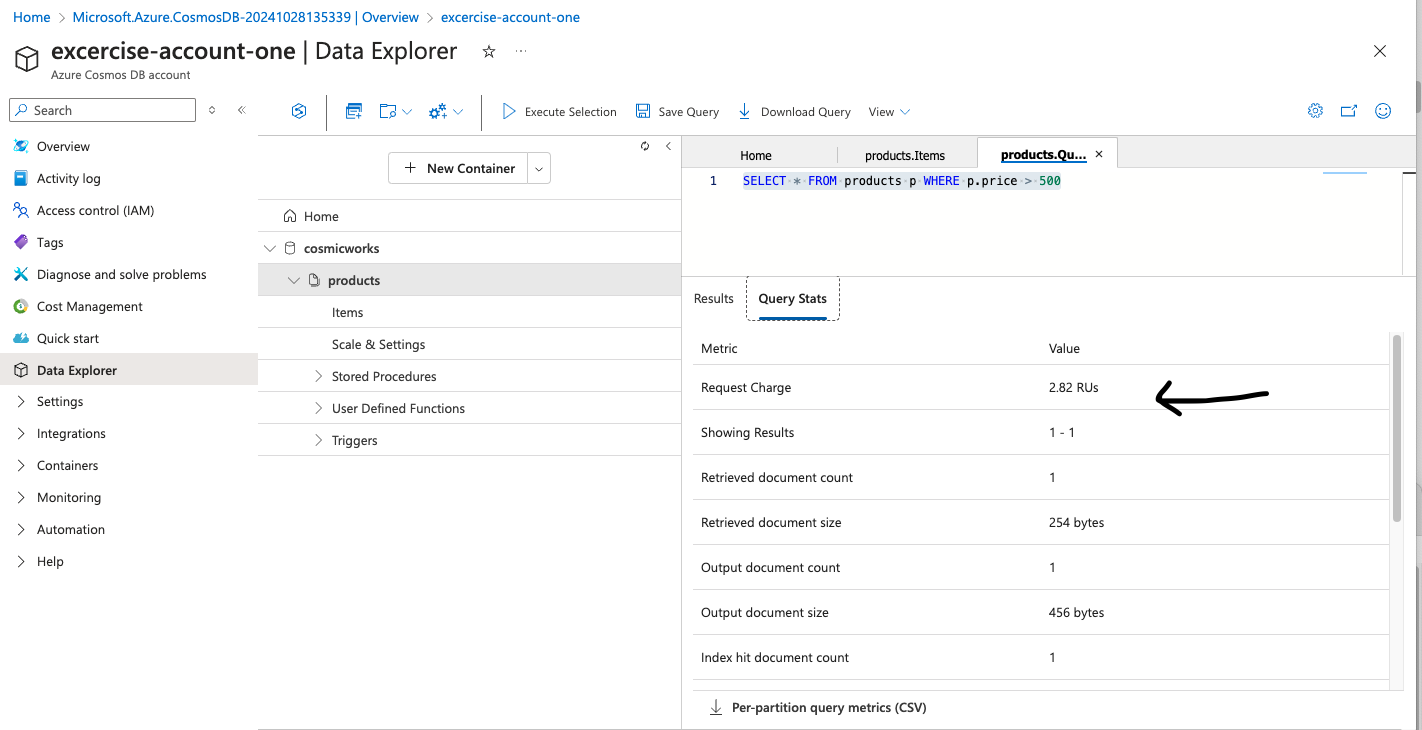 Home > Microsoft.Azure.CosmosDB-20241028135339 | Overview > excercise-account-one
excercise-account-one | Data Explorer
Azure Cosmos DB account
Search
Overview
Activity log
Access control (IAM)
Tags
Diagnose and solve problems
Cost Management
Quick start
Data Explorer
Settings
Integrations
Containers
Monitoring
Automation
Help
Execute Selection
Save Query
Download Query
View
New Container
Home
cosmicworks
products
Items
Scale & Settings
Stored Procedures
User Defined Functions
Triggers
Home
products.Items
products.Qu...
1 SELECT * FROM products p WHERE p.price > 500
Results
Query Stats
Metric Value
Request Charge 2.82 RUs
Showing Results 1 - 1
Retrieved document count 1
Retrieved document size 254 bytes
Output document count 1
Output document size 456 bytes
Index hit document count 1
Per-partition query metrics (CSV)